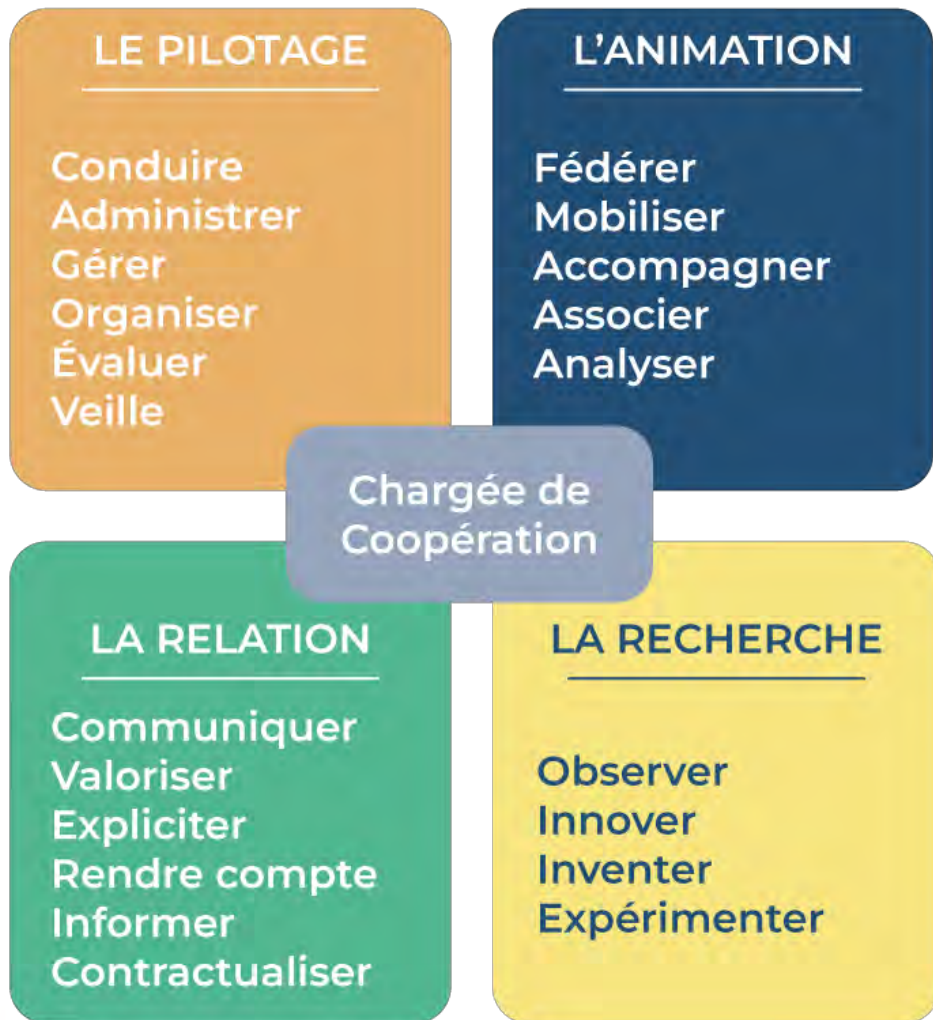 LE PILOTAGE
Conduire
Administrer
Gérer
Organiser
Évaluer
Veille
L’ANIMATION
Fédérer
Mobiliser
Accompagner
Associer
Analyser
Chargée de
Coopération
LA RELATION
Communiquer
Valoriser
Expliciter
Rendre compte
Informer
Contractualiser
LA RECHERCHE
Observer
Innover
Inventer
Expérimenter